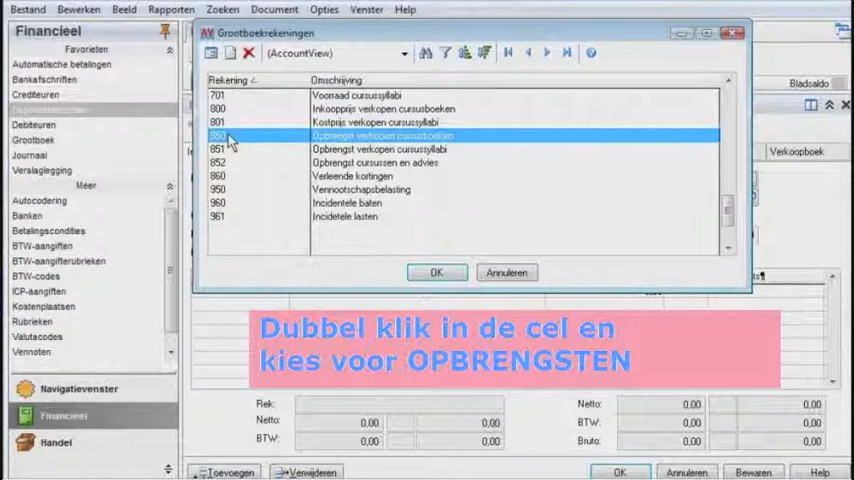 Bestand Bewerken Beeld Rapporten Zoeken Document Opties Venster Help
Financieel
Favorieten
Automatische betalingen
Bankafschriften
Crediteuren
Debiteuren
Grootboek
Journaal
Verslaglegging
Meer
Autocodering
Banken
Betalingscondities
BTW-aangiften
BTW-aangifterubrieken
BTW-codes
ICP-aangiften
Kostenplaatsen
Rubrieken
Valutacodes
Vennoten
Navigatievenster
Financieel
Handel
Grootboekrekeningen
(AccountView)
Rekening Omschrijving
701 Voorraad cursussyllabi
800 Inkoopprijs verkopen cursusboeken
801 Kostprijs verkopen cursussyllabi
850 Opbrengst verkopen cursusboeken
851 Opbrengst verkopen cursussyllabi
852 Opbrengst cursussen en advies
860 Verleende kortingen
950 Vennootschapsbelasting
960 Incidentele baten
961 Incidetele lasten
OK Annuleren
Bladsaldo
Verkoopboek
Dubbel klik in de cel en
kies voor OPBRENGSTEN
Rek:
Netto: 0,00 0,00
BTW: 0,00 0,00
Netto: 0,00 0,00
BTW: 0,00 0,00
Bruto: 0,00 0,00
Toevoegen Verwijderen OK Annuleren Bewaren Help